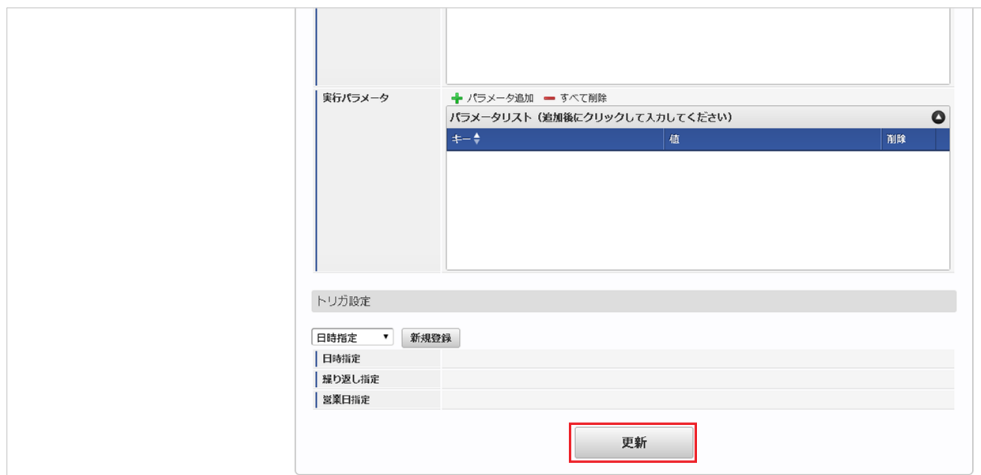 実行パラメータ
パラメータ追加 すべて削除
パラメータリスト（追加後にクリックして入力してください）
キー 値 削除
トリガ設定
日時指定 新規登録
日時指定
繰り返し指定
営業日指定
更新